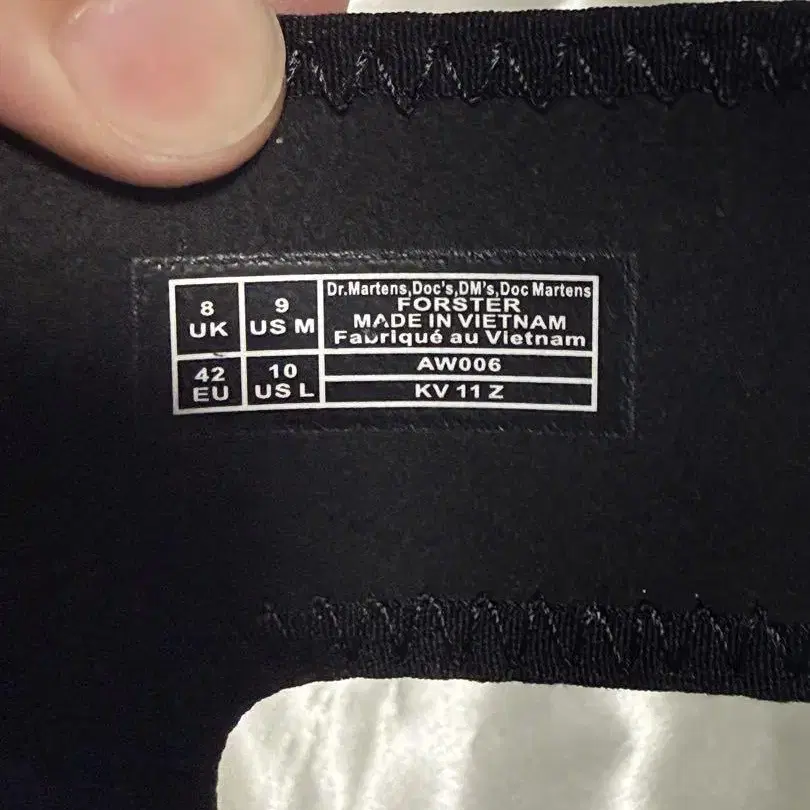 8
UK
9
US M
42
EU
10
US L
Dr.Martens,Doc's,DM's,Doc Martens
FORSTER
MADE IN VIETNAM
Fabriqué au Vietnam
AW006
KV 11 Z